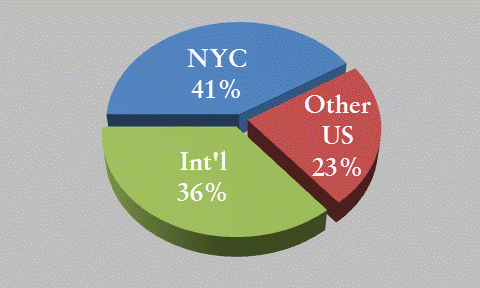 NYC
41%
Other
US
23%
Int'l
36%